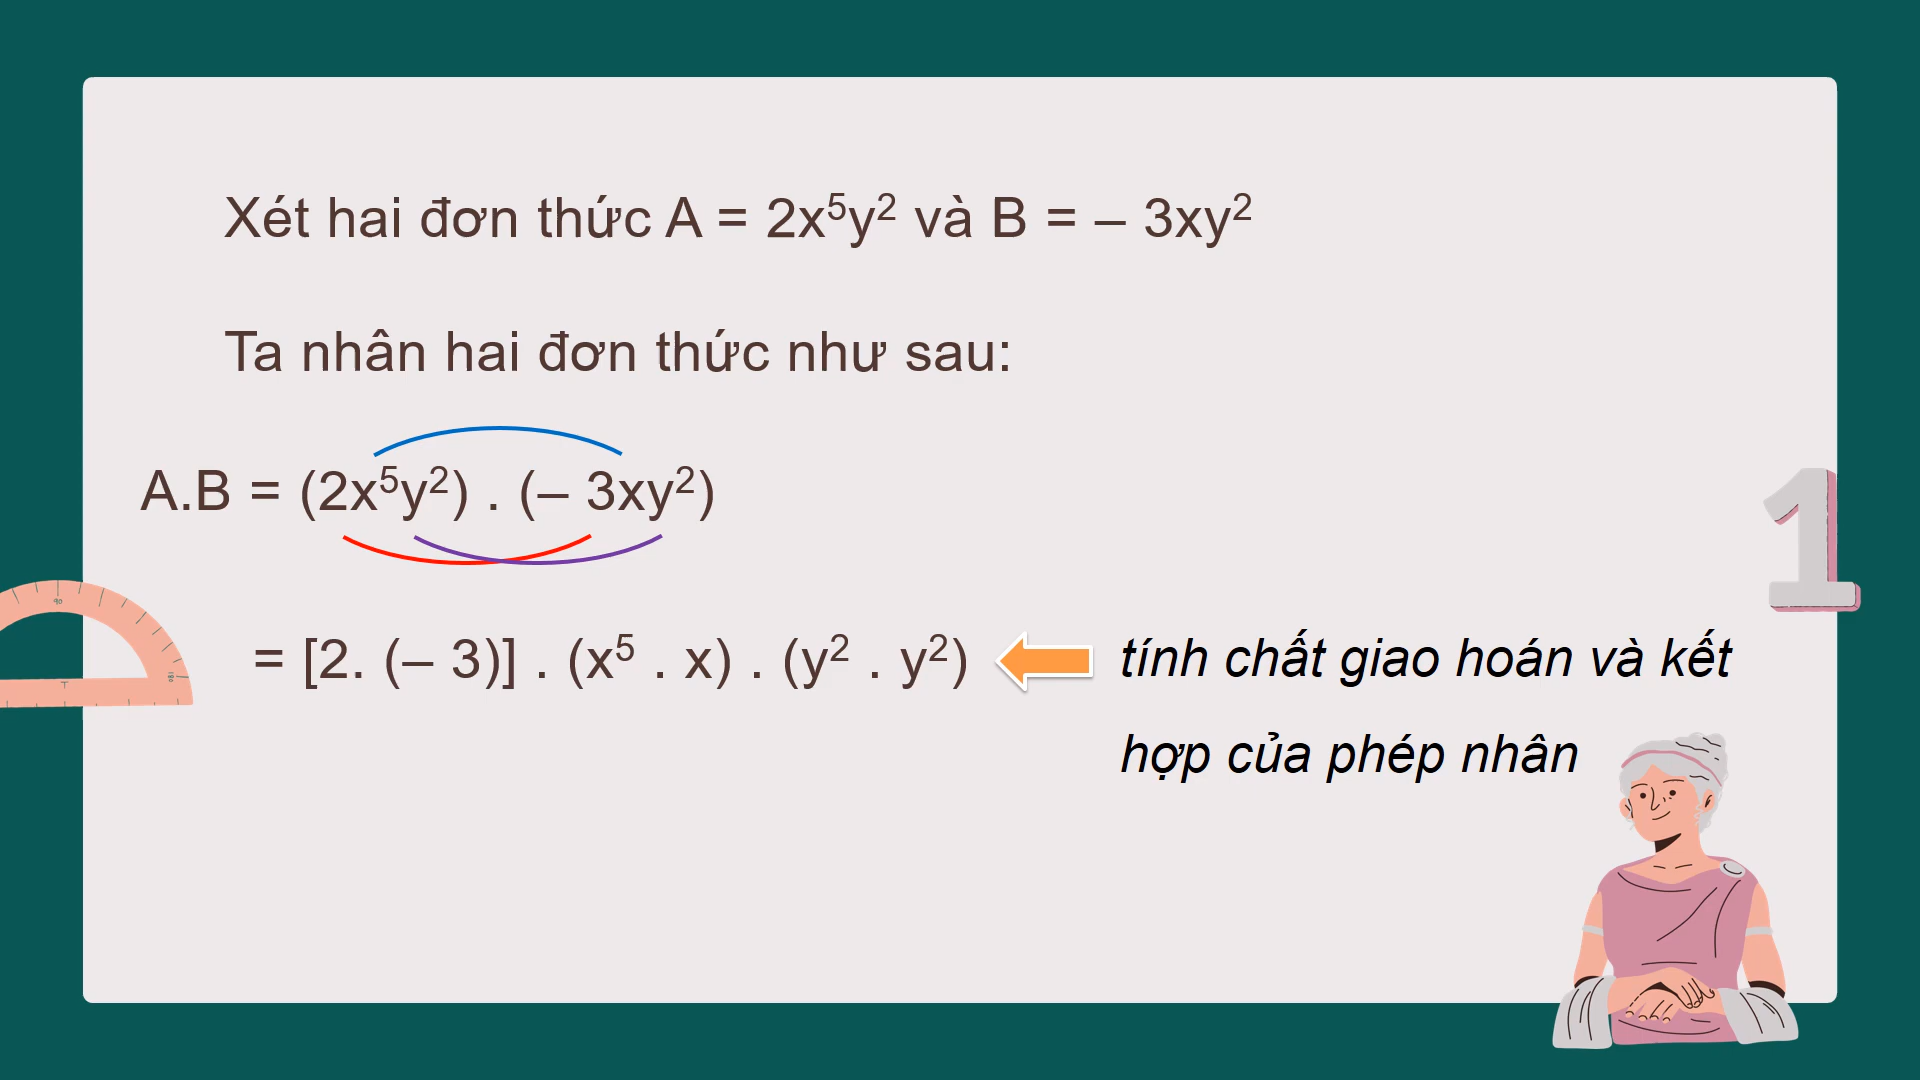 Xét hai đơn thức A = 2x⁵y² và B = – 3xy²
Ta nhân hai đơn thức như sau:
A.B = (2x⁵y²) . (– 3xy²)
1
= [2. (– 3)] . (x⁵ . x) . (y² . y²)
tính chất giao hoán và kết
hợp của phép nhân